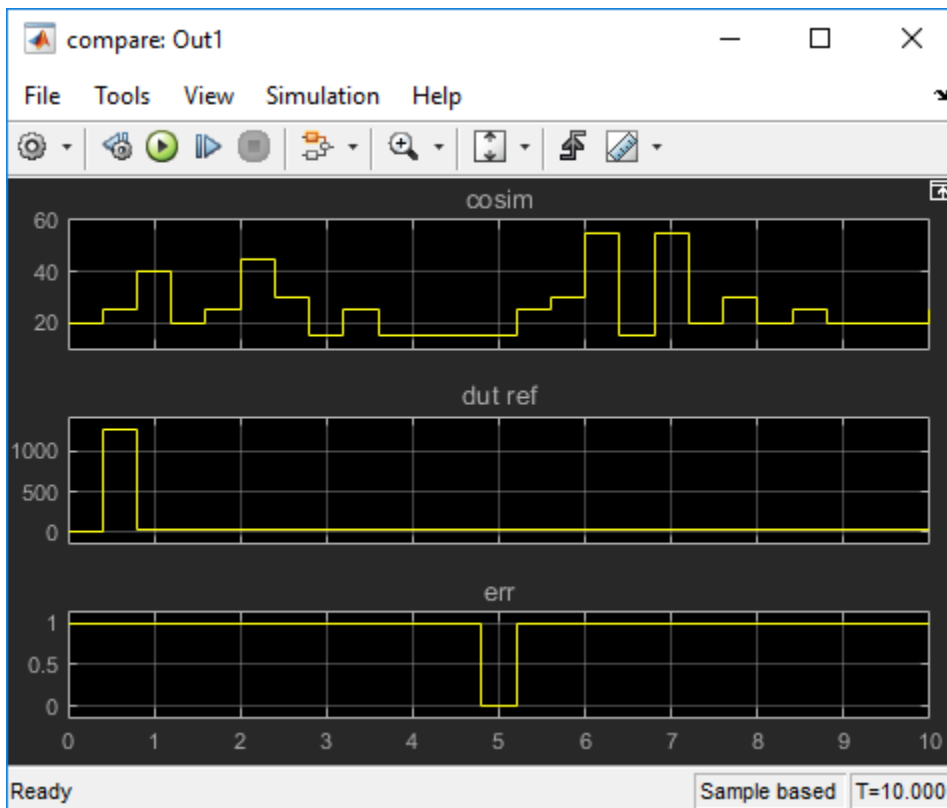 compare: Out1
File Tools View Simulation Help
cosim
60
40
20
dut ref
1000
500
0
err
1
0.5
0
0 1 2 3 4 5 6 7 8 9 10
Ready Sample based T=10.000